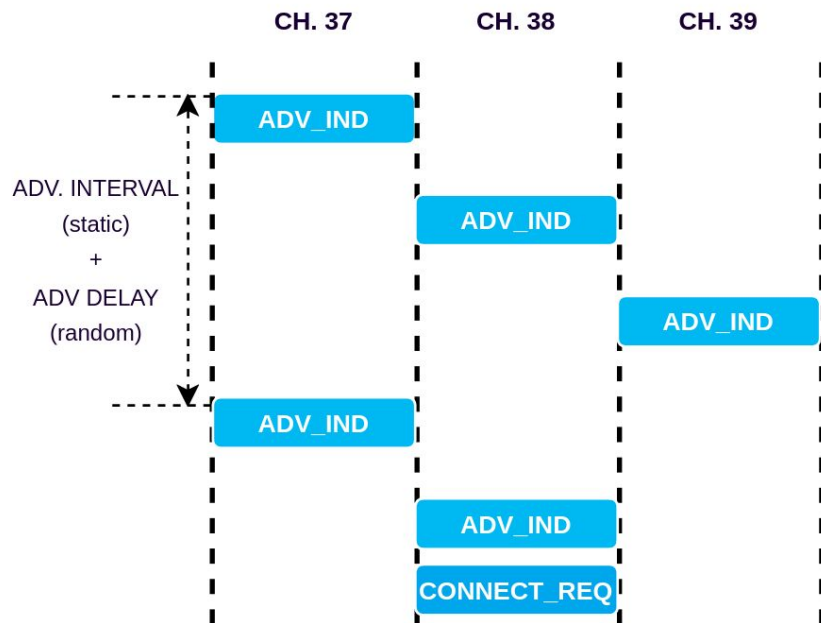 CH. 37
CH. 38
CH. 39
ADV_IND
ADV_IND
ADV. INTERVAL
(static)
+
ADV DELAY
(random)
ADV_IND
ADV_IND
ADV_IND
CONNECT_REQ